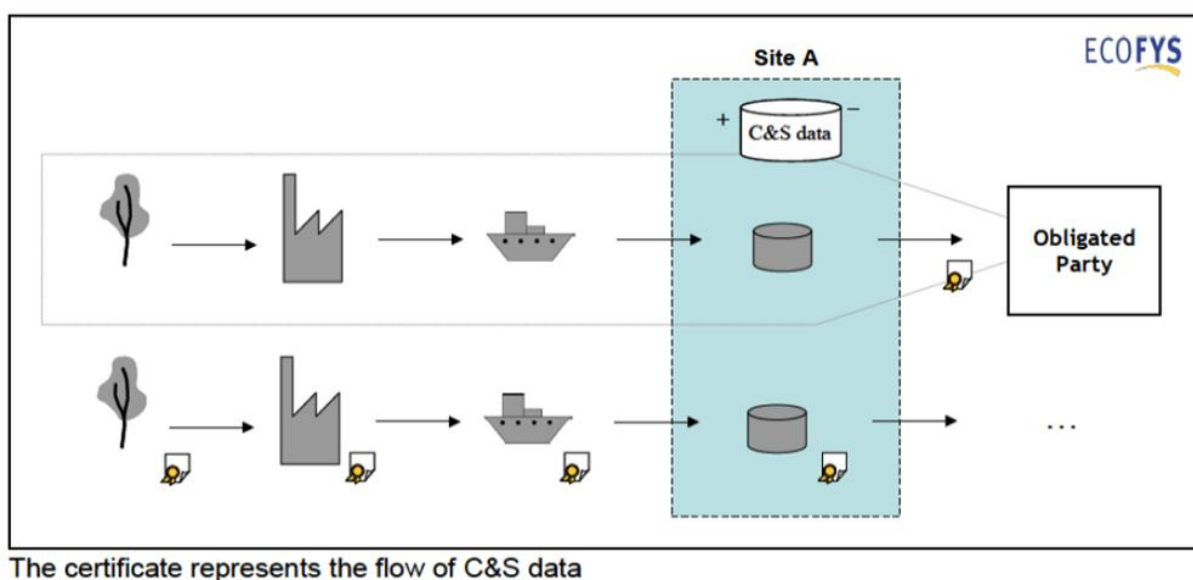 ECOFYS
Site A
+
−
C&S data
Obligated
Party
...
The certificate represents the flow of C&S data